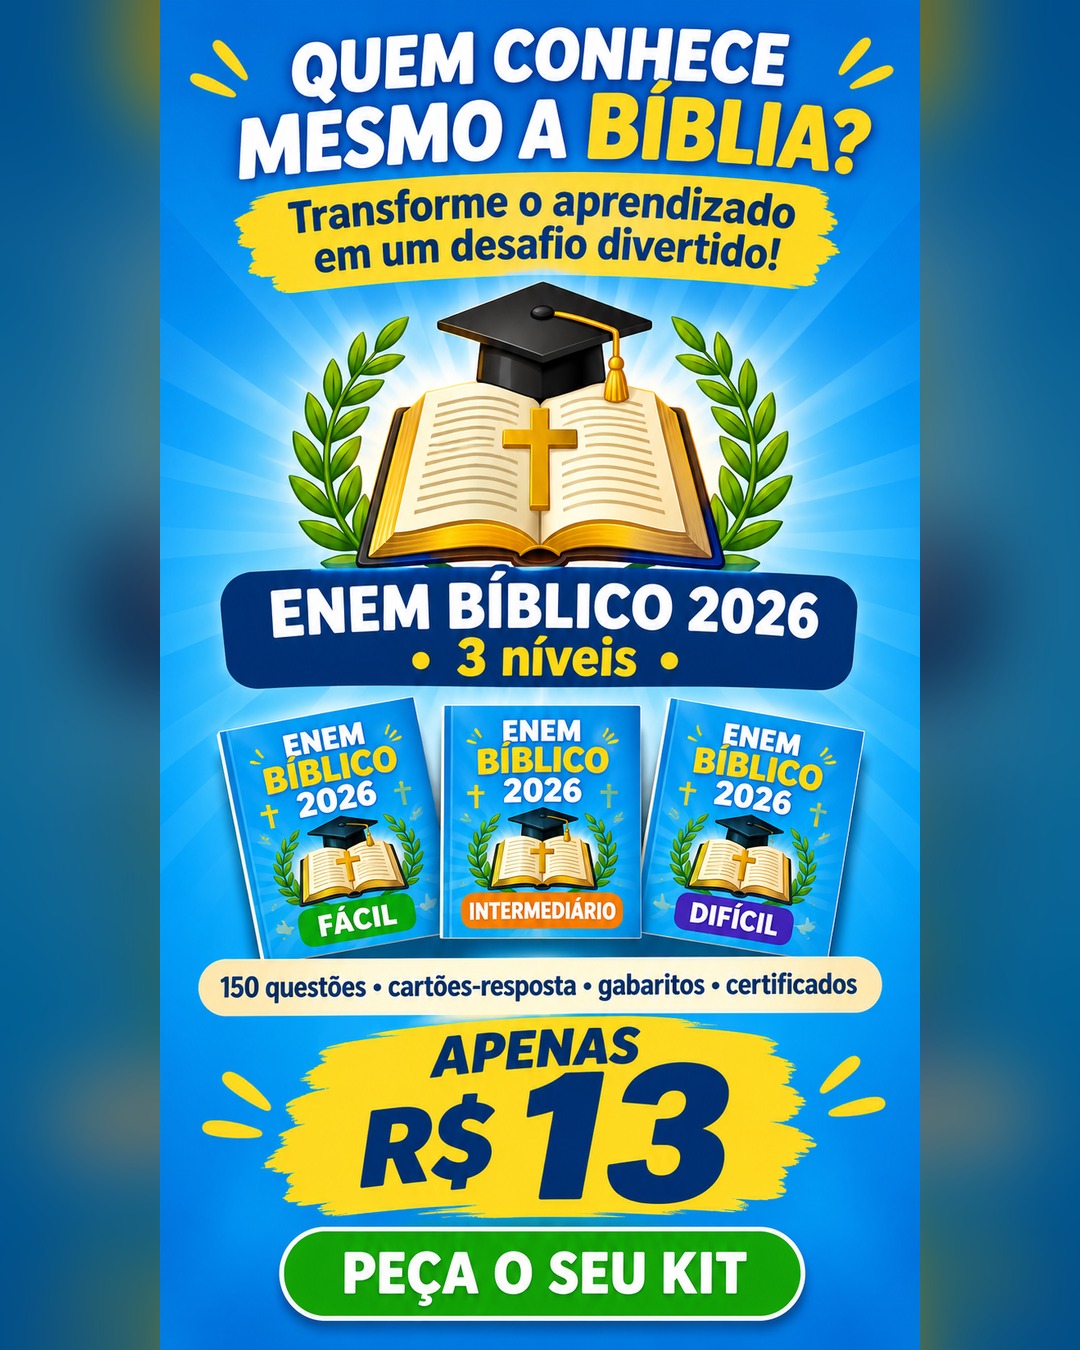 QUEM CONHECE
MESMO A BÍBLIA?
Transforme o aprendizado
em um desafio divertido!
ENEM BÍBLICO 2026
• 3 níveis •
ENEM
BÍBLICO
2026
FÁCIL
ENEM
BÍBLICO
2026
INTERMEDIÁRIO
ENEM
BÍBLICO
2026
DIFÍCIL
150 questões • cartões-resposta • gabaritos • certificados
APENAS
R$ 13
PEÇA O SEU KIT